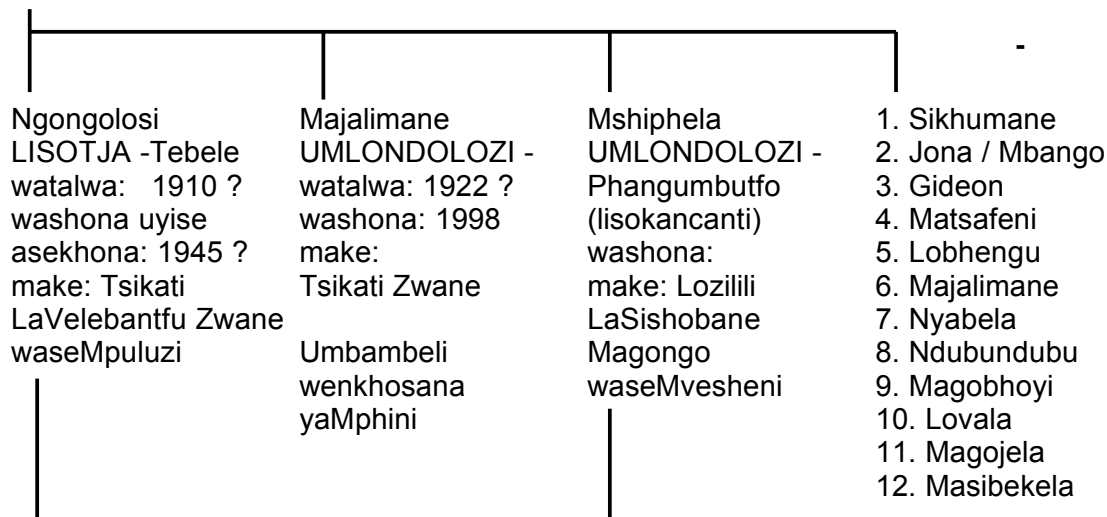 -
Ngongolosi
LISOTJA -Tebele
watalwa: 1910 ?
washona uyise
asekhona: 1945 ?
make: Tsikati
LaVelebantfu Zwane
waseMpuluzi
Majalimane
UMLONDOLOZI -
watalwa: 1922 ?
washona: 1998
make:
Tsikati Zwane
Umbambeli
wenkhosana
yaMphini
Mshiphela
UMLONDOLOZI -
Phangumbutfo
(lisokancanti)
washona:
make: Lozilili
LaSishobane
Magongo
waseMvesheni
1. Sikhumane
2. Jona / Mbango
3. Gideon
4. Matsafeni
5. Lobhengu
6. Majalimane
7. Nyabela
8. Ndubundubu
9. Magobhoyi
10. Lovala
11. Magojela
12. Masibekela